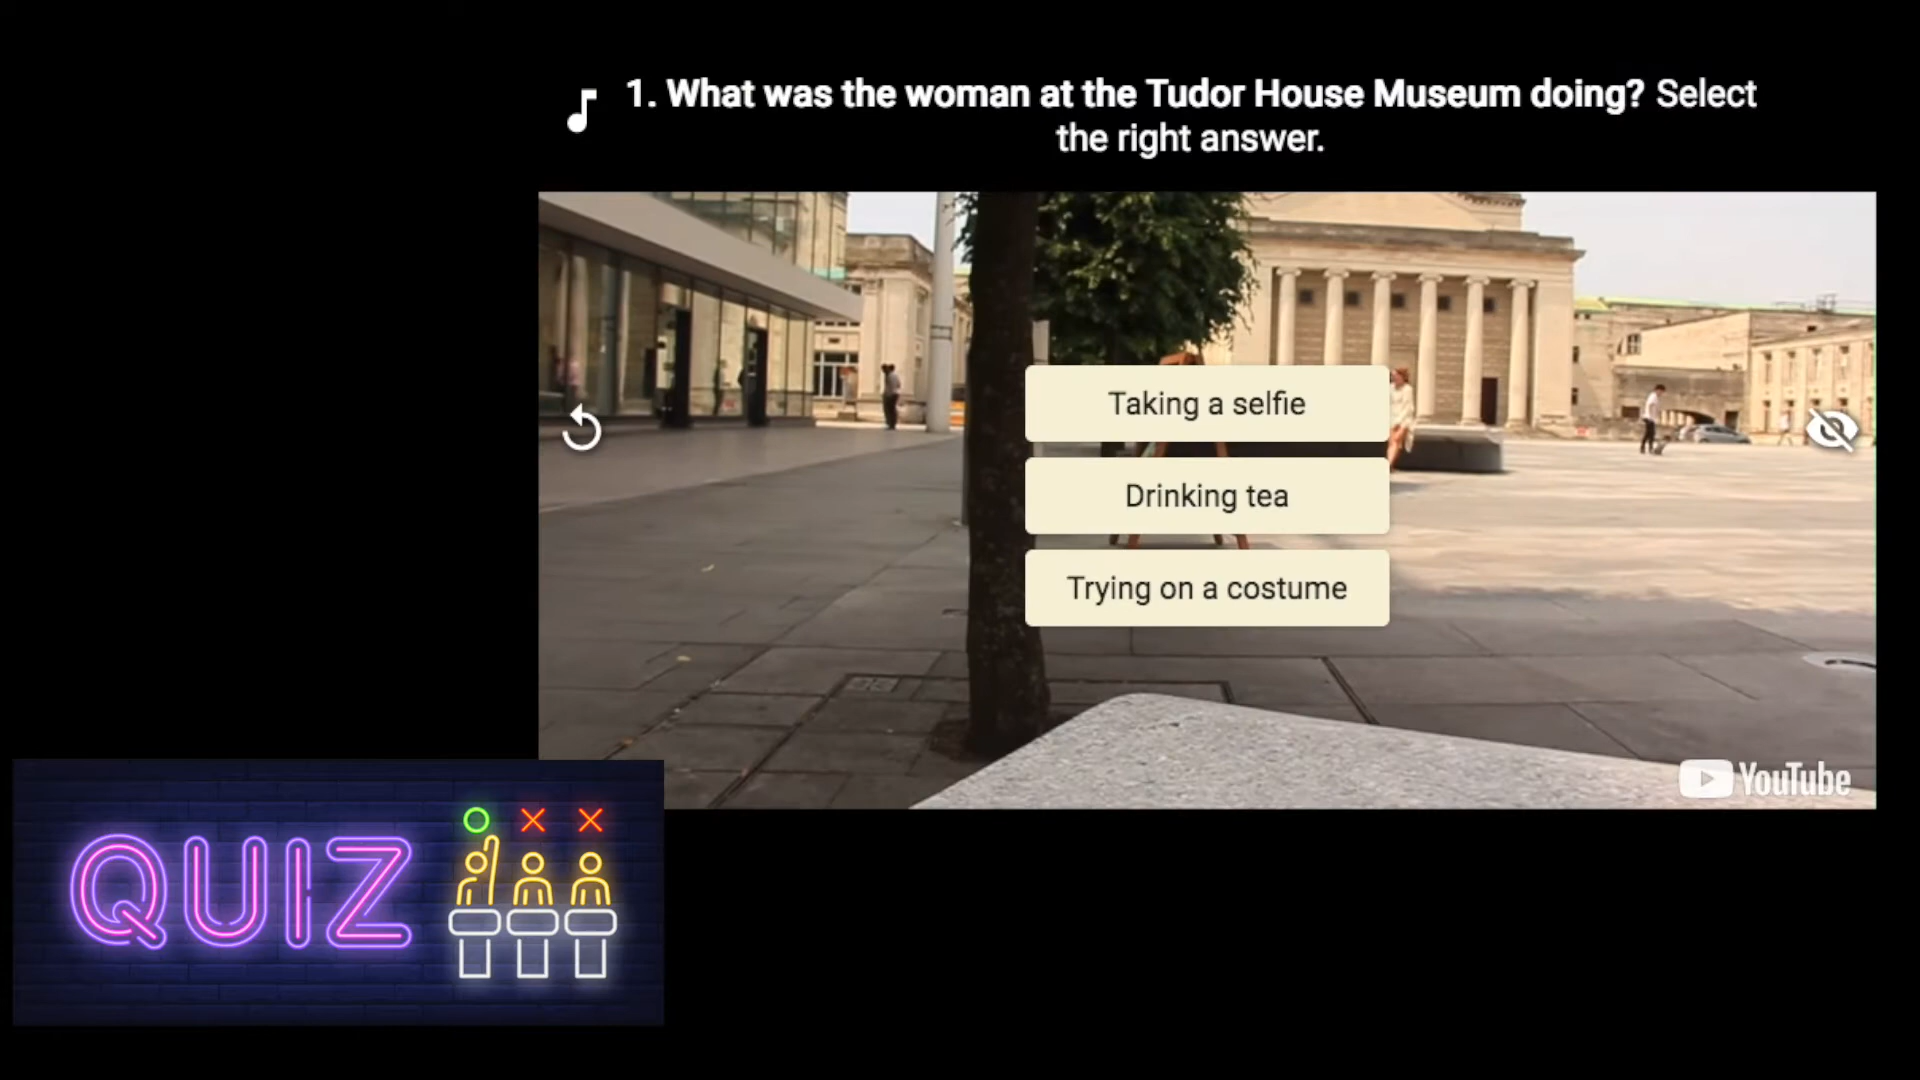 1. What was the woman at the Tudor House Museum doing? Select
the right answer.
Taking a selfie
Drinking tea
Trying on a costume
YouTube
QUIZ